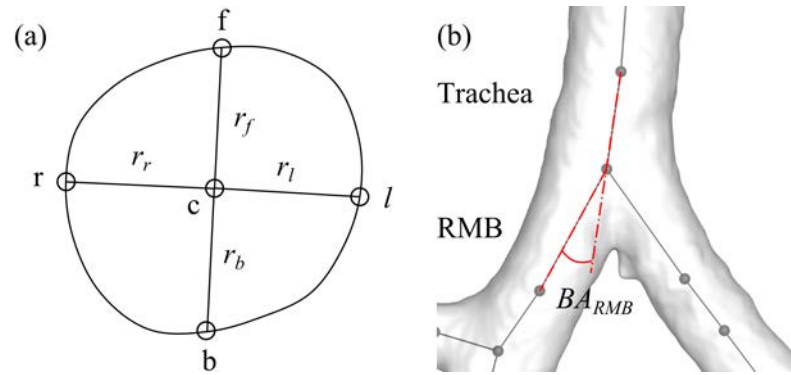 (a)
f
r_f
r_r
r_l
r
c
l
r_b
b
(b)
Trachea
RMB
BA_RMB